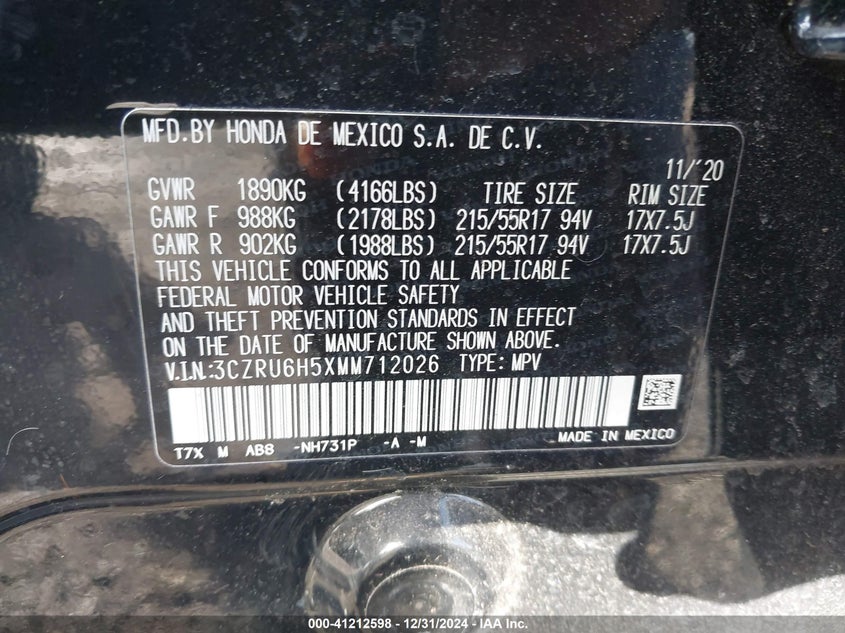 MFD.BY HONDA DE MEXICO S.A. DE C.V.
11/'20
GVWR 1890KG (4166LBS) TIRE SIZE RIM SIZE
GAWR F 988KG (2178LBS) 215/55R17 94V 17X7.5J
GAWR R 902KG (1988LBS) 215/55R17 94V 17X7.5J
THIS VEHICLE CONFORMS TO ALL APPLICABLE
FEDERAL MOTOR VEHICLE SAFETY
AND THEFT PREVENTION STANDARDS IN EFFECT
ON THE DATE OF MANUFACTURE SHOWN ABOVE.
V.I.N.:3CZRU6H5XMM712026 TYPE: MPV
T7X M AB8 -NH731P -A -M MADE IN MEXICO
000-41212598 - 12/31/2024 - IAA Inc.